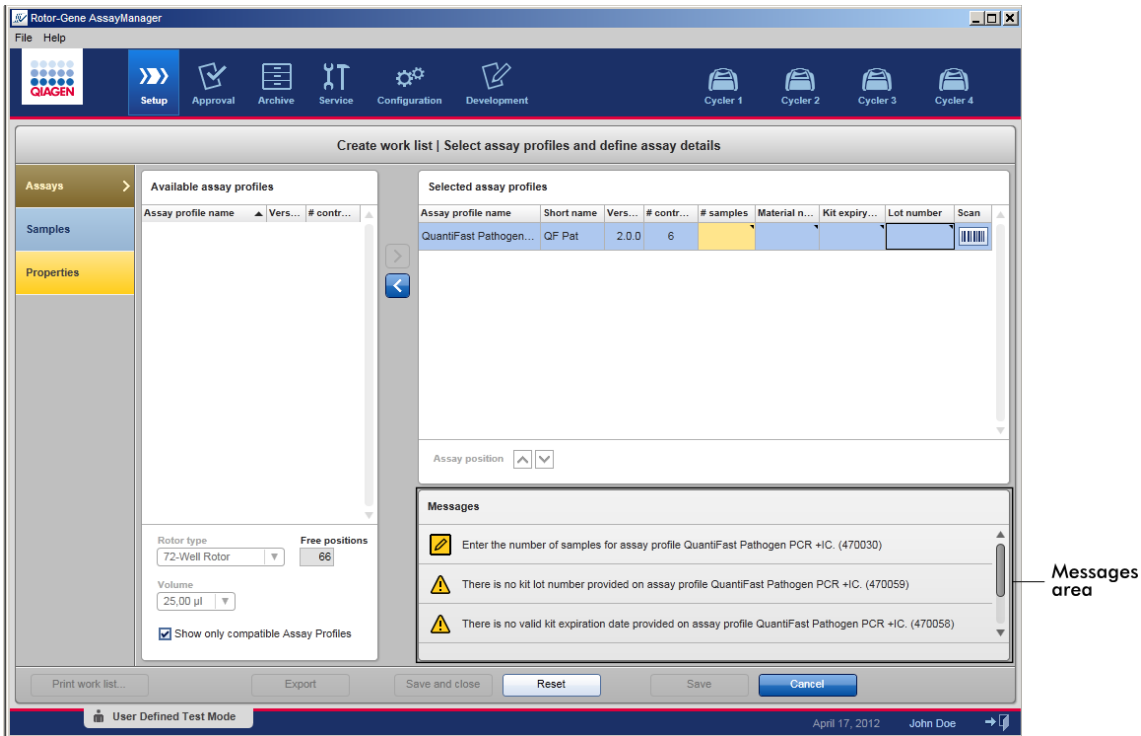 Rotor-Gene AssayManager
File Help
QIAGEN
Setup Approval Archive Service Configuration Development Cycler 1 Cycler 2 Cycler 3 Cycler 4
Create work list | Select assay profiles and define assay details
Assays
Samples
Properties
Available assay profiles
Assay profile name Vers... # contr...
Rotor type Free positions
72-Well Rotor 66
Volume
25,00 µl
Show only compatible Assay Profiles
Selected assay profiles
Assay profile name Short name Vers... # contr... # samples Material n... Kit expiry... Lot number Scan
QuantiFast Pathogen... QF Pat 2.0.0 6
Assay position
Messages
Enter the number of samples for assay profile QuantiFast Pathogen PCR +IC. (470030)
There is no kit lot number provided on assay profile QuantiFast Pathogen PCR +IC. (470059)
There is no valid kit expiration date provided on assay profile QuantiFast Pathogen PCR +IC. (470058)
Messages
area
Print work list... Export Save and close Reset Save Cancel
User Defined Test Mode April 17, 2012 John Doe